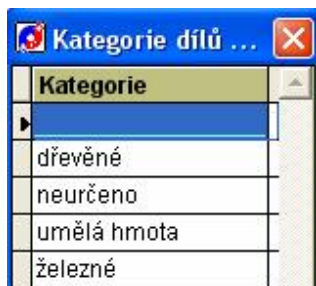 Kategorie dílů ...
Kategorie
dřevěné
neurčeno
umělá hmota
železné